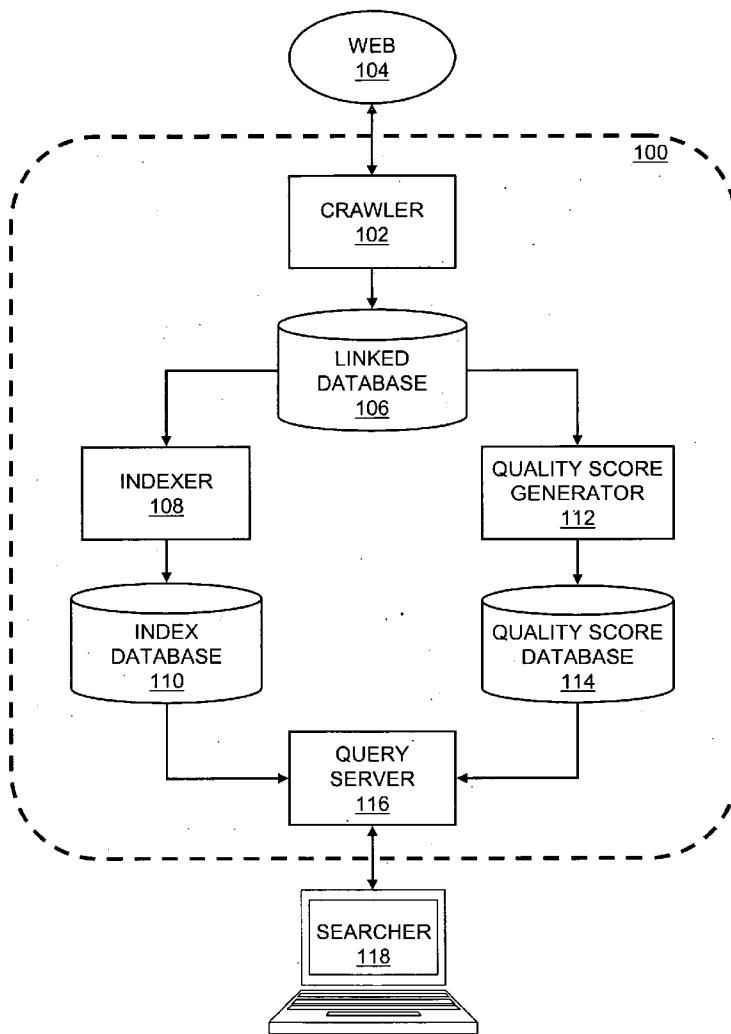 WEB
104
100
CRAWLER
102
LINKED
DATABASE
106
INDEXER
108
QUALITY SCORE
GENERATOR
112
INDEX
DATABASE
110
QUALITY SCORE
DATABASE
114
QUERY
SERVER
116
SEARCHER
118